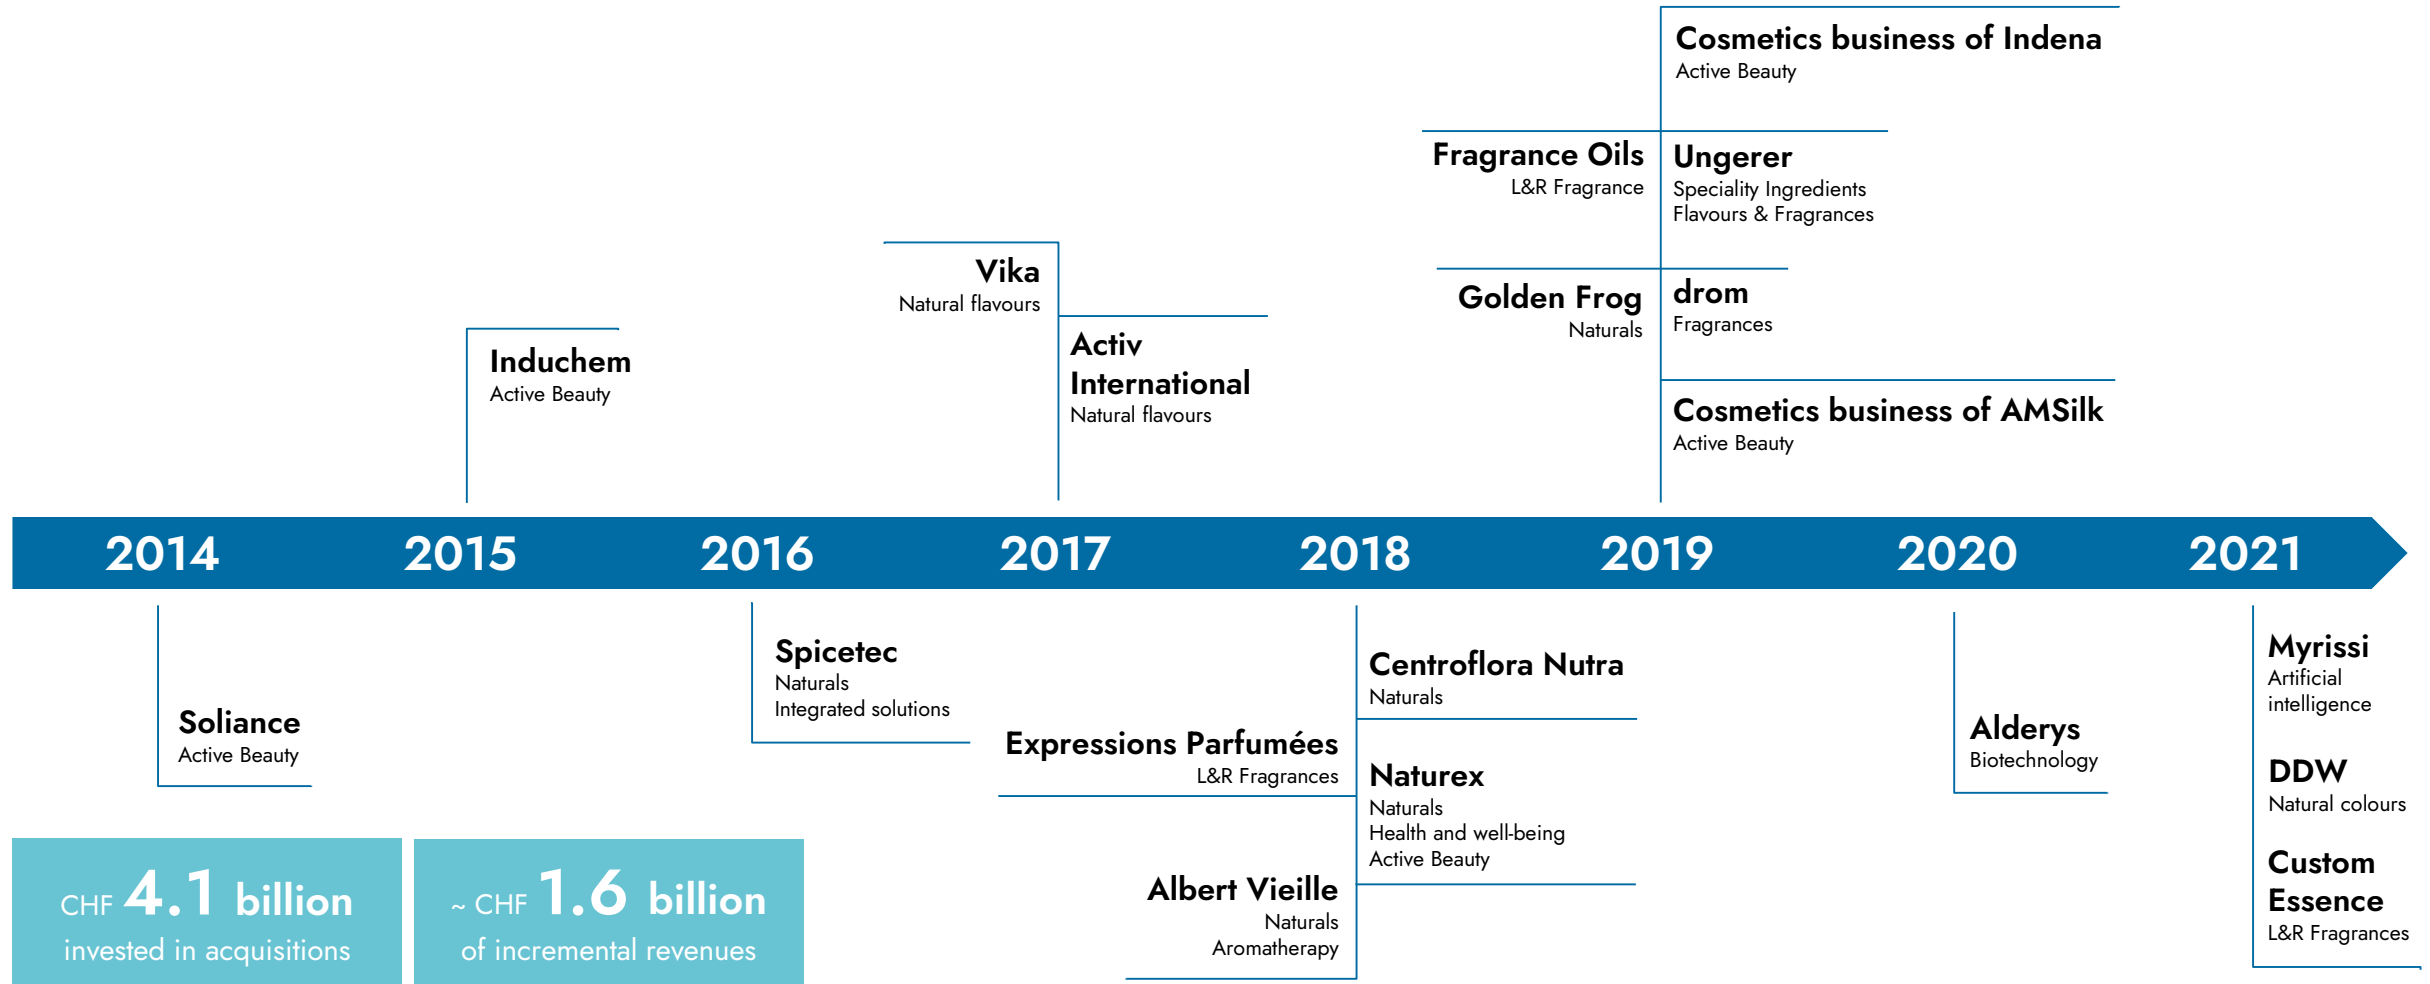 Cosmetics business of Indena
Active Beauty
Fragrance Oils
L&R Fragrance
Ungerer
Speciality Ingredients
Flavours & Fragrances
Vika
Natural flavours
Golden Frog
Naturals
drom
Fragrances
Induchem
Active Beauty
Activ
International
Natural flavours
Cosmetics business of AMSilk
Active Beauty
2014 2015 2016 2017 2018 2019 2020 2021
Soliance
Active Beauty
Spicetec
Naturals
Integrated solutions
Centroflora Nutra
Naturals
Expressions Parfumées
L&R Fragrances
Naturex
Naturals
Health and well-being
Active Beauty
Albert Vieille
Naturals
Aromatherapy
Alderys
Biotechnology
Myrissi
Artificial
intelligence
DDW
Natural colours
Custom
Essence
L&R Fragrances
CHF 4.1 billion
invested in acquisitions
~ CHF 1.6 billion
of incremental revenues